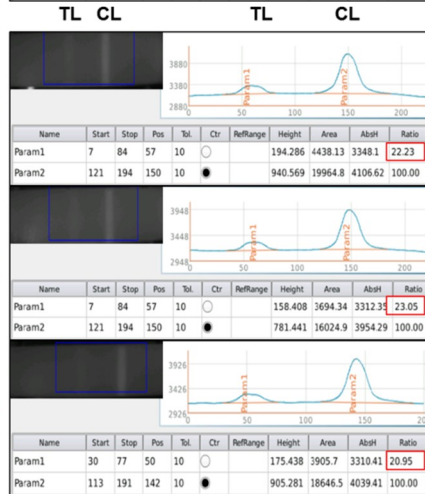 TL CL TL CL
3880
3380
2880
Param1
Param2
0 50 100 150 200
Name Start Stop Pos Tol. Ctr RefRange Height Area AbsH Ratio
Param1 7 84 57 10 194.286 4438.13 3348.1 22.23
Param2 121 194 150 10 940.569 19964.8 4106.62 100.00
3948
3448
2948
Param1
Param2
0 50 100 150 200
Name Start Stop Pos Tol. Ctr RefRange Height Area AbsH Ratio
Param1 7 84 57 10 158.408 3694.34 3312.35 23.05
Param2 121 194 150 10 781.441 16024.9 3954.29 100.00
3926
3426
2926
Param1
Param2
0 50 100 150
Name Start Stop Pos Tol. Ctr RefRange Height Area AbsH Ratio
Param1 30 77 50 10 175.438 3905.7 3310.41 20.95
Param2 113 191 142 10 905.281 18646.5 4039.41 100.00